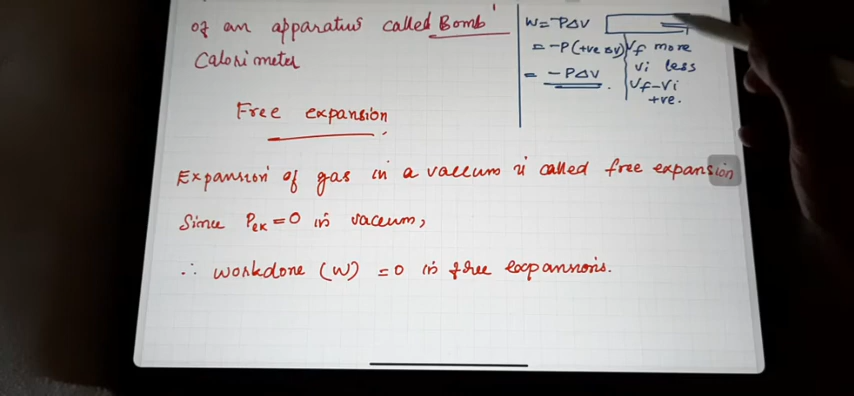 of an apparatus called Bomb
Calorimeter
Free expansion
Expansion of gas in a vaccum is called free expansion
Since Pex = 0 in vaccum,
∴ workdone (W) = 0 in free expansions.
W = -PΔV
= -P (+ve ΔV)
= -PΔV
Vf more
Vi less
Vf-Vi
+ve.